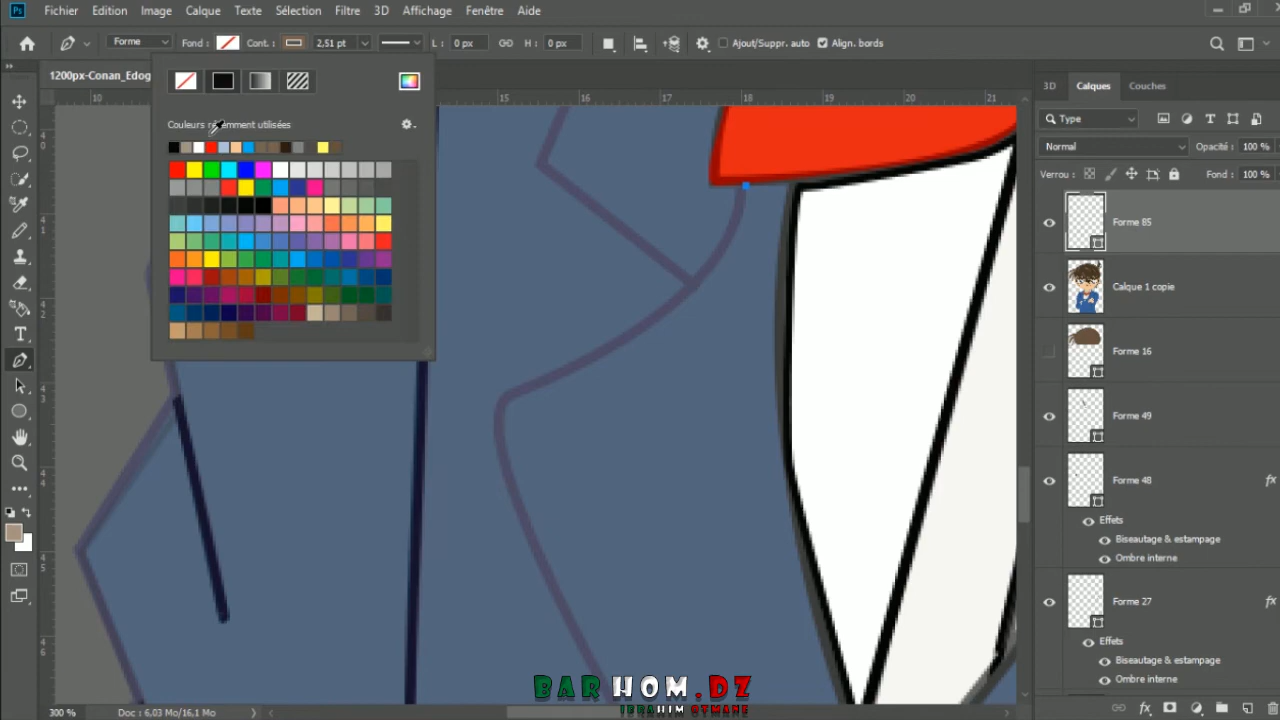 Ps Fichier Edition Image Calque Texte Sélection Filtre 3D Affichage Fenêtre Aide
Forme Fond : Cont. : 2,51 pt L : 0 px H : 0 px Ajout/Suppr. auto Align. bords
1200px-Conan_Edog
3D Calques Couches
10 15 16 17 18 19 20 21
Type
Couleurs récemment utilisées
Normal Opacité : 100 %
Verrou : Fond : 100 %
Forme 85
Calque 1 copie
Forme 16
Forme 49
Forme 48 fx
Effets
Biseautage & estampage
Ombre interne
Forme 27 fx
Effets
Biseautage & estampage
Ombre interne
BARHOM.DZ
IBRAHIM OTMANE
300 % Doc : 6,03 Mo/16,1 Mo